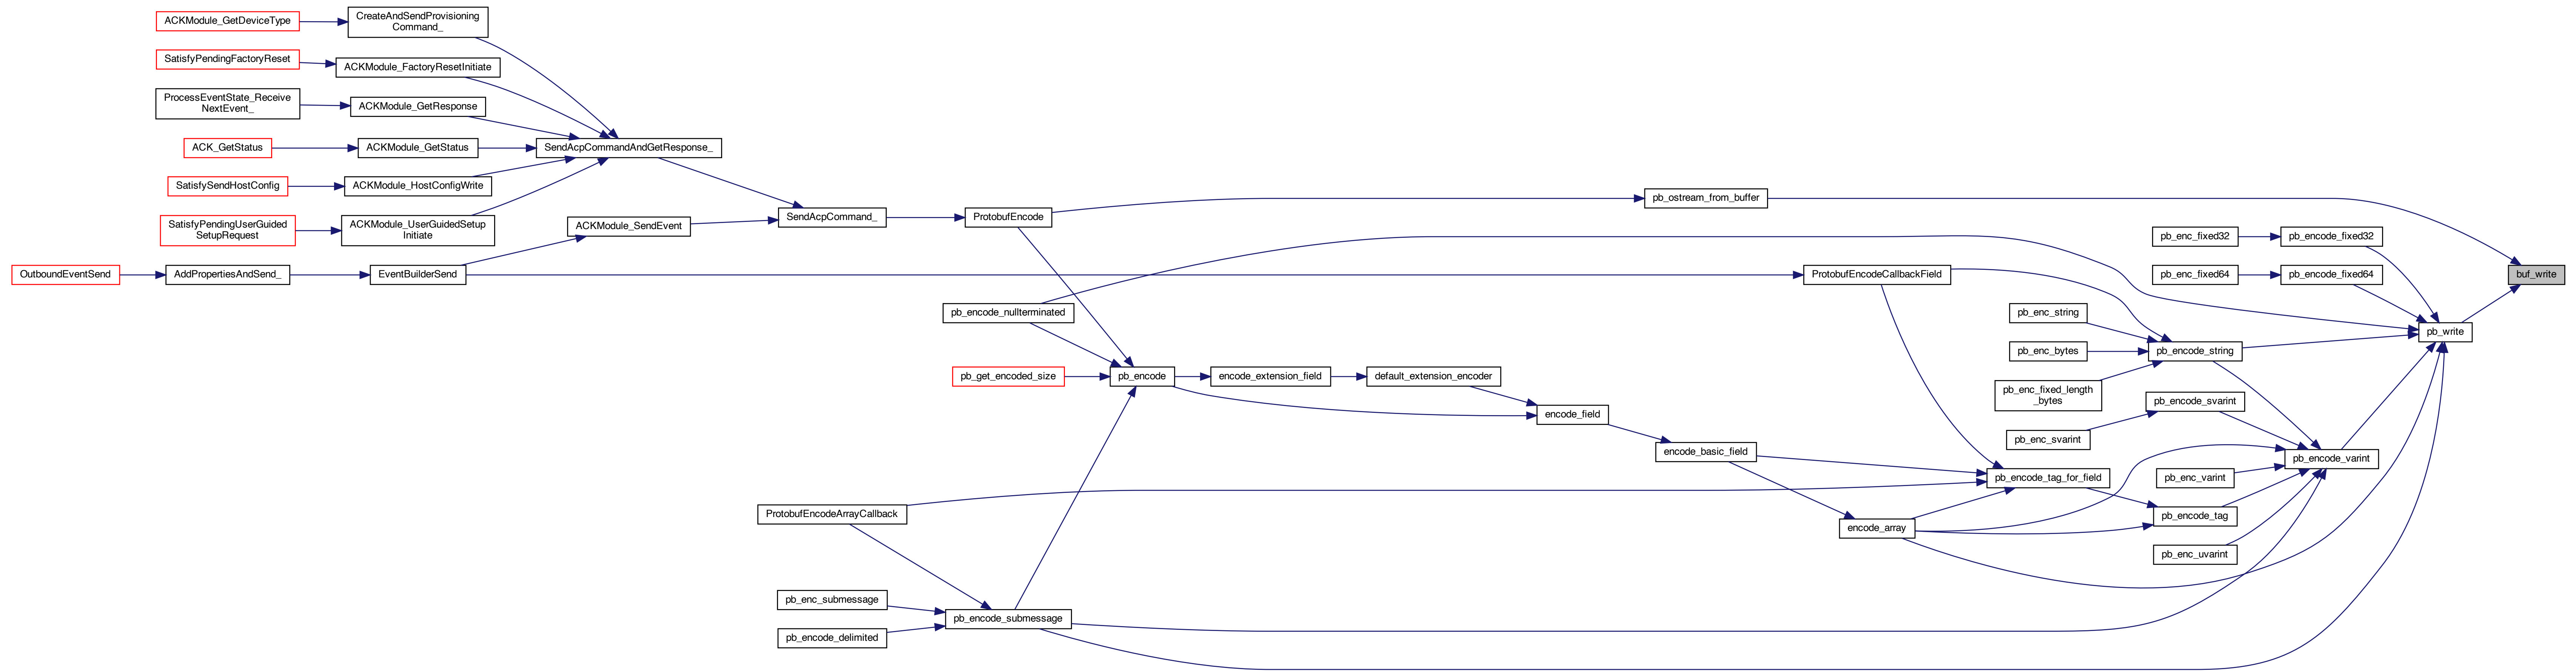 ACKModule_GetDeviceType
CreateAndSendProvisioning
Command_
SatisfyPendingFactoryReset
ACKModule_FactoryResetInitiate
ProcessEventState_Receive
NextEvent_
ACKModule_GetResponse
ACK_GetStatus
ACKModule_GetStatus
SendAcpCommandAndGetResponse_
SatisfySendHostConfig
ACKModule_HostConfigWrite
SatisfyPendingUserGuided
SetupRequest
ACKModule_UserGuidedSetup
Initiate
ACKModule_SendEvent
SendAcpCommand_
ProtobufEncode
pb_ostream_from_buffer
OutboundEventSend
AddPropertiesAndSend_
EventBuilderSend
ProtobufEncodeCallbackField
pb_enc_fixed32
pb_encode_fixed32
pb_enc_fixed64
pb_encode_fixed64
buf_write
pb_encode_nullterminated
pb_enc_string
pb_write
pb_enc_bytes
pb_encode_string
pb_get_encoded_size
pb_encode
encode_extension_field
default_extension_encoder
pb_enc_fixed_length
_bytes
encode_field
pb_encode_svarint
pb_enc_svarint
encode_basic_field
pb_encode_varint
pb_encode_tag_for_field
pb_enc_varint
ProtobufEncodeArrayCallback
encode_array
pb_encode_tag
pb_enc_uvarint
pb_enc_submessage
pb_encode_submessage
pb_encode_delimited